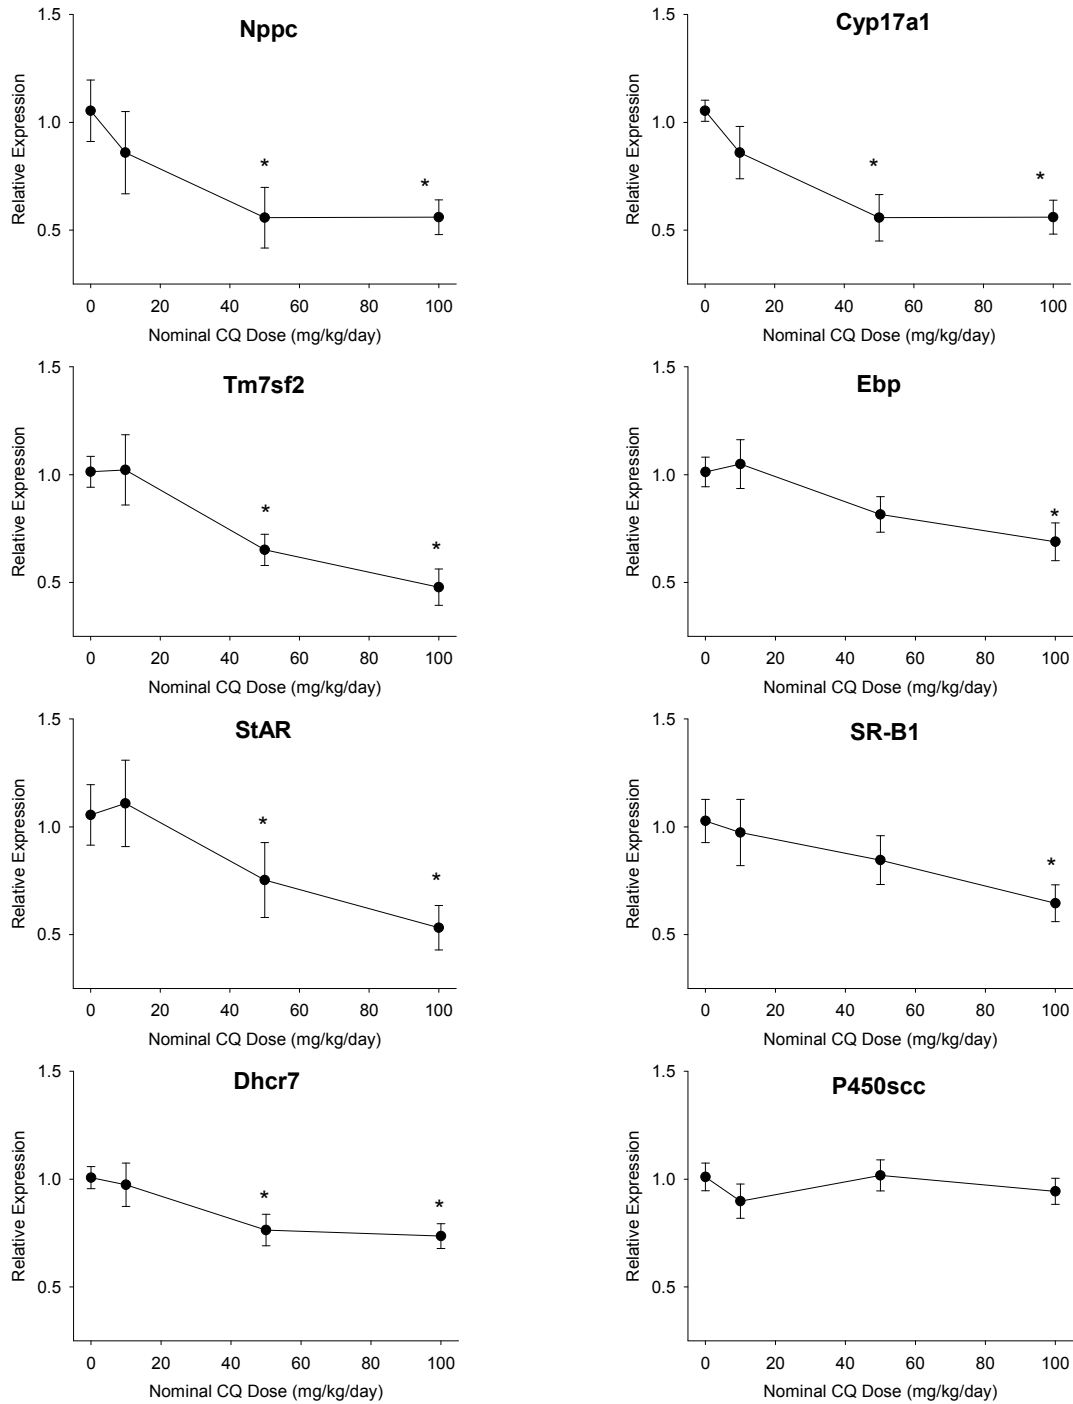 Nppc
1.5
1.0
0.5
Relative Expression
*
*
0 20 40 60 80 100
Nominal CQ Dose (mg/kg/day)
Cyp17a1
1.5
1.0
0.5
Relative Expression
*
*
0 20 40 60 80 100
Nominal CQ Dose (mg/kg/day)
Tm7sf2
1.5
1.0
0.5
Relative Expression
*
*
0 20 40 60 80 100
Nominal CQ Dose (mg/kg/day)
Ebp
1.5
1.0
0.5
Relative Expression
*
0 20 40 60 80 100
Nominal CQ Dose (mg/kg/day)
StAR
1.5
1.0
0.5
Relative Expression
*
*
0 20 40 60 80 100
Nominal CQ Dose (mg/kg/day)
SR-B1
1.5
1.0
0.5
Relative Expression
*
0 20 40 60 80 100
Nominal CQ Dose (mg/kg/day)
Dhcr7
1.5
1.0
0.5
Relative Expression
*
*
0 20 40 60 80 100
Nominal CQ Dose (mg/kg/day)
P450scc
1.5
1.0
0.5
Relative Expression
0 20 40 60 80 100
Nominal CQ Dose (mg/kg/day)